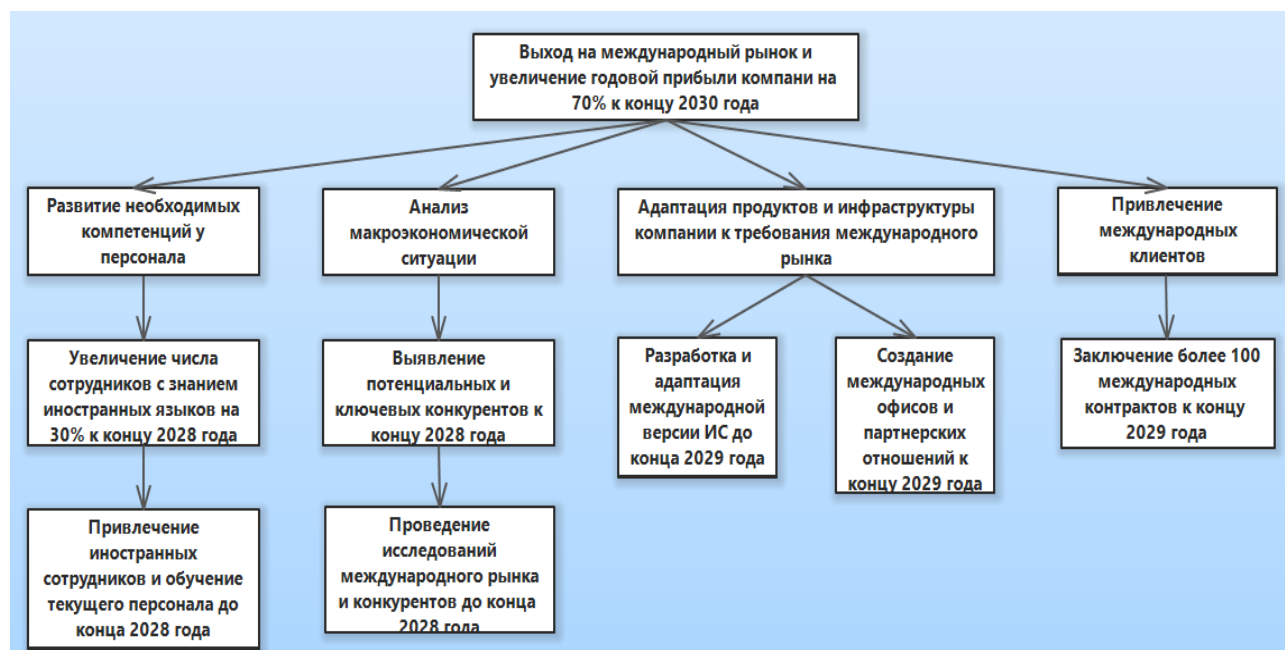 Выход на международный рынок и
увеличение годовой прибыли компани на
70% к концу 2030 года
Развитие необходимых
компетенций у
персонала
Анализ
макроэкономической
ситуации
Адаптация продуктов и инфраструктуры
компании к требования международного
рынка
Привлечение
международных
клиентов
Увеличение числа
сотрудников с знанием
иностранных языков на
30% к концу 2028 года
Выявление
потенциальных и
ключевых конкурентов к
концу 2028 года
Разработка и
адаптация
международной
версии ИС до
конца 2029 года
Создание
международных
офисов и
партнерских
отношений к
концу 2029 года
Заключение более 100
международных
контрактов к концу
2029 года
Привлечение
иностранных
сотрудников и обучение
текущего персонала до
конца 2028 года
Проведение
исследований
международного рынка
и конкурентов до конца
2028 года